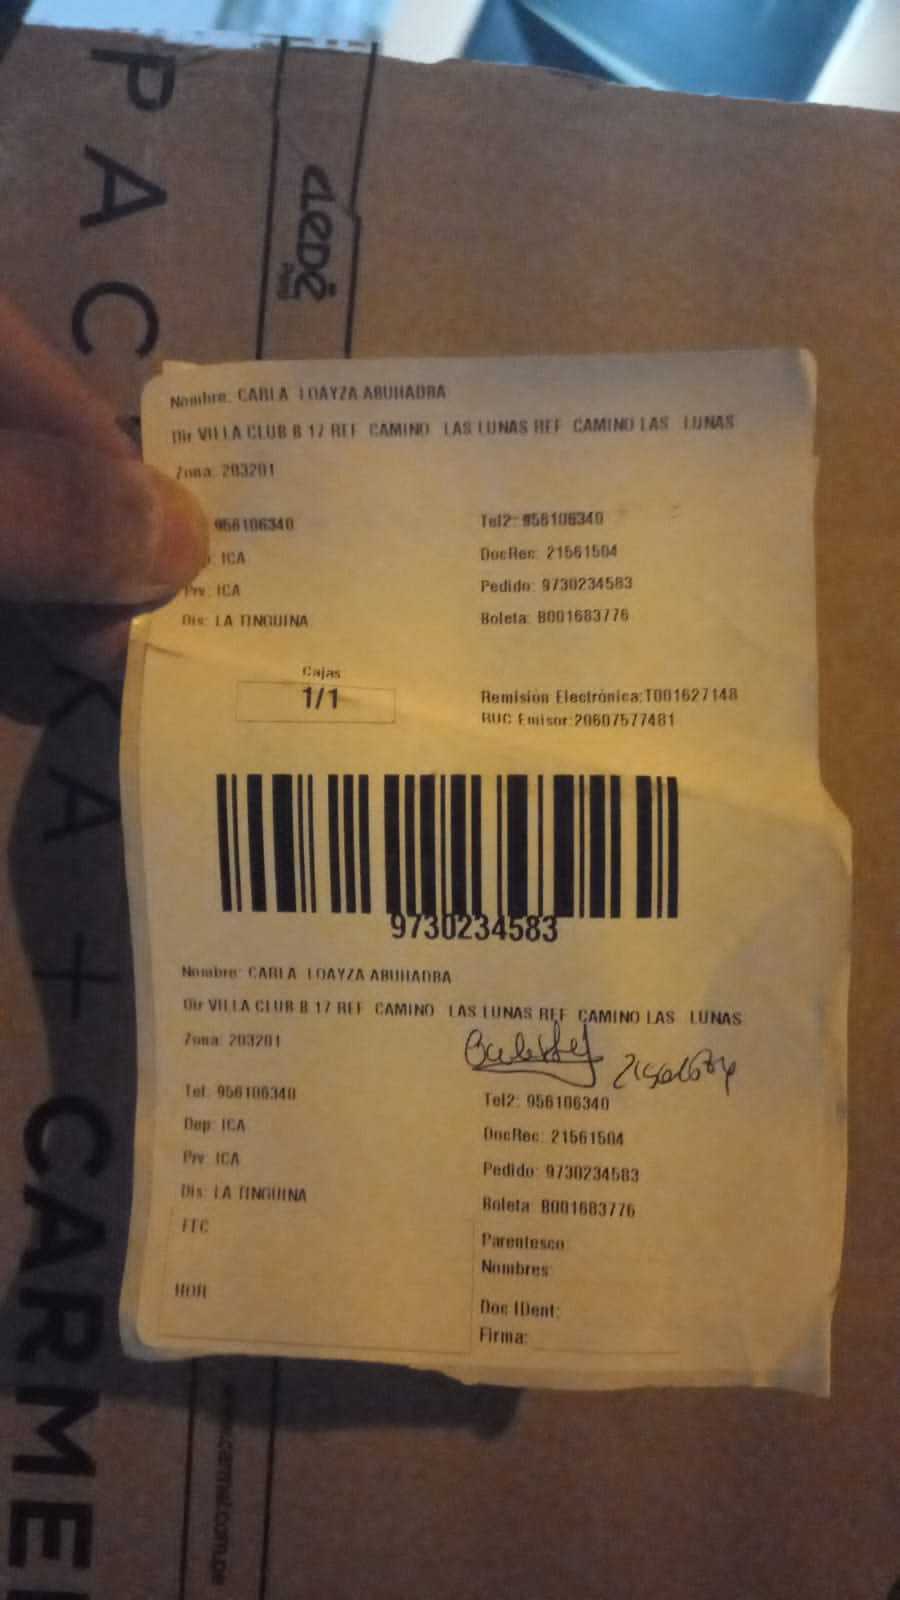 PAC
CLEDÉ
Nombre: CARLA LOAYZA ABUHADBA
Dir VILLA CLUB B 17 REF CAMINO LAS LUNAS REF CAMINO LAS LUNAS
Zona: 203201
956106340 Tel2: 956106340
: ICA DocRec: 21561504
Prv: ICA Pedido: 9730234583
Dis: LA TINGUINA Boleta: B001683776
Cajas
1/1
Remisión Electrónica:T001627148
RUC Emisor:20607577481
9730234583
Nombre: CARLA LOAYZA ABUHADBA
Dir VILLA CLUB B 17 REF CAMINO LAS LUNAS REF CAMINO LAS LUNAS
Zona: 203201
Tel: 956106340 Tel2: 956106340
Dep: ICA DocRec: 21561504
Prv: ICA Pedido: 9730234583
Dis: LA TINGUINA Boleta: B001683776
FEC Parentesco
Nombres
HOR Doc IDent:
Firma:
KA + CARME